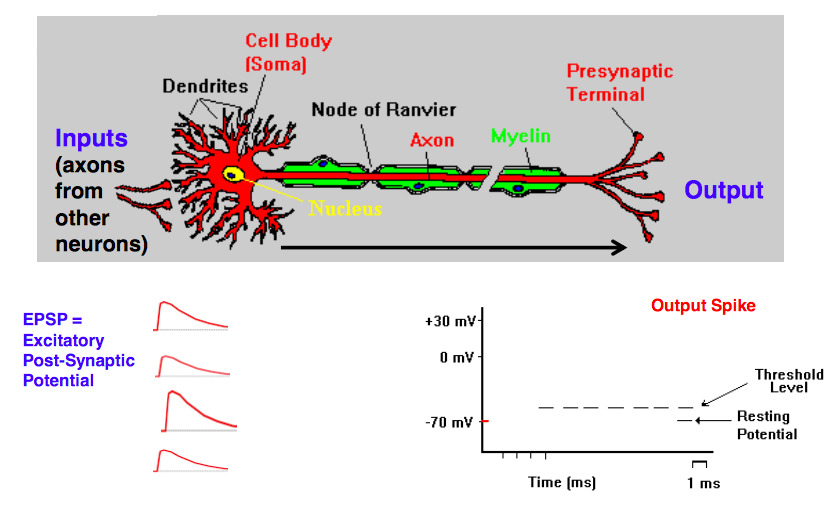 Cell Body
(Soma)
Dendrites
Presynaptic
Terminal
Node of Ranvier
Inputs
Axon
Myelin
(axons
from
other
neurons)
Output
Nucleus
EPSP =
Excitatory
Post-Synaptic
Potential
Output Spike
+30 mV
0 mV
Threshold
Level
-70 mV
Resting
Potential
Time (ms)
1 ms